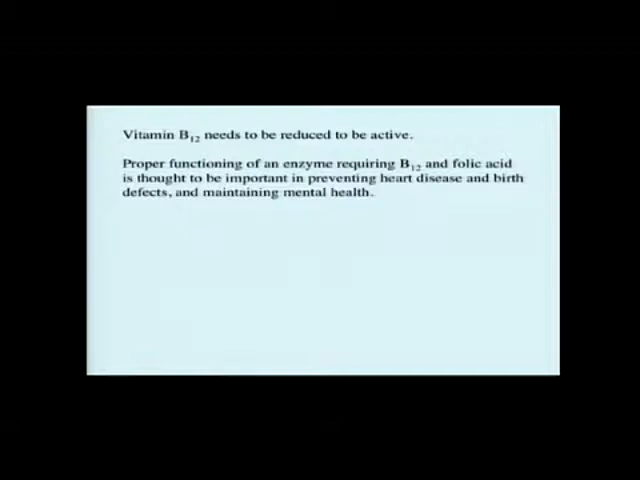 Vitamin B₁₂ needs to be reduced to be active.
Proper functioning of an enzyme requiring B₁₂ and folic acid
is thought to be important in preventing heart disease and birth
defects, and maintaining mental health.